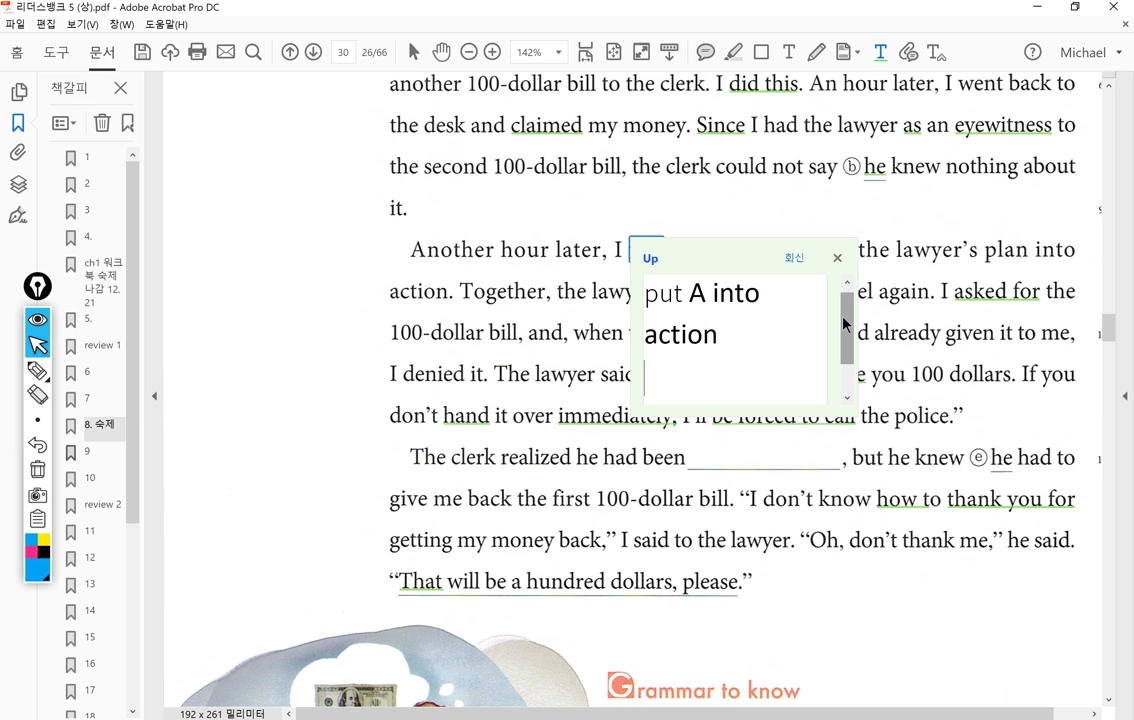 리더스뱅크 5 (상).pdf - Adobe Acrobat Pro DC
파일 편집 보기(V) 창(W) 도움말(H)
홈 도구 문서 30 26/66 142% Michael
책갈피
1
2
3
4.
ch1 워크
북 숙제
나감 12.
21
5.
review 1
6
7
8. 숙제
9
10
review 2
11
12
13
14
15
16
17
18
another 100-dollar bill to the clerk. I did this. An hour later, I went back to
the desk and claimed my money. Since I had the lawyer as an eyewitness to
the second 100-dollar bill, the clerk could not say ⓑ he knew nothing about
it.
Another hour later, I the lawyer's plan into
action. Together, the lawy el again. I asked for the
100-dollar bill, and, when d already given it to me,
I denied it. The lawyer said e you 100 dollars. If you
don't hand it over immediately, I'll be forced to call the police.”
Up 회신
put A into
action
The clerk realized he had been , but he knew ⓔ he had to
give me back the first 100-dollar bill. “I don't know how to thank you for
getting my money back,” I said to the lawyer. “Oh, don't thank me,” he said.
“That will be a hundred dollars, please.”
Grammar to know
192 x 261 밀리미터